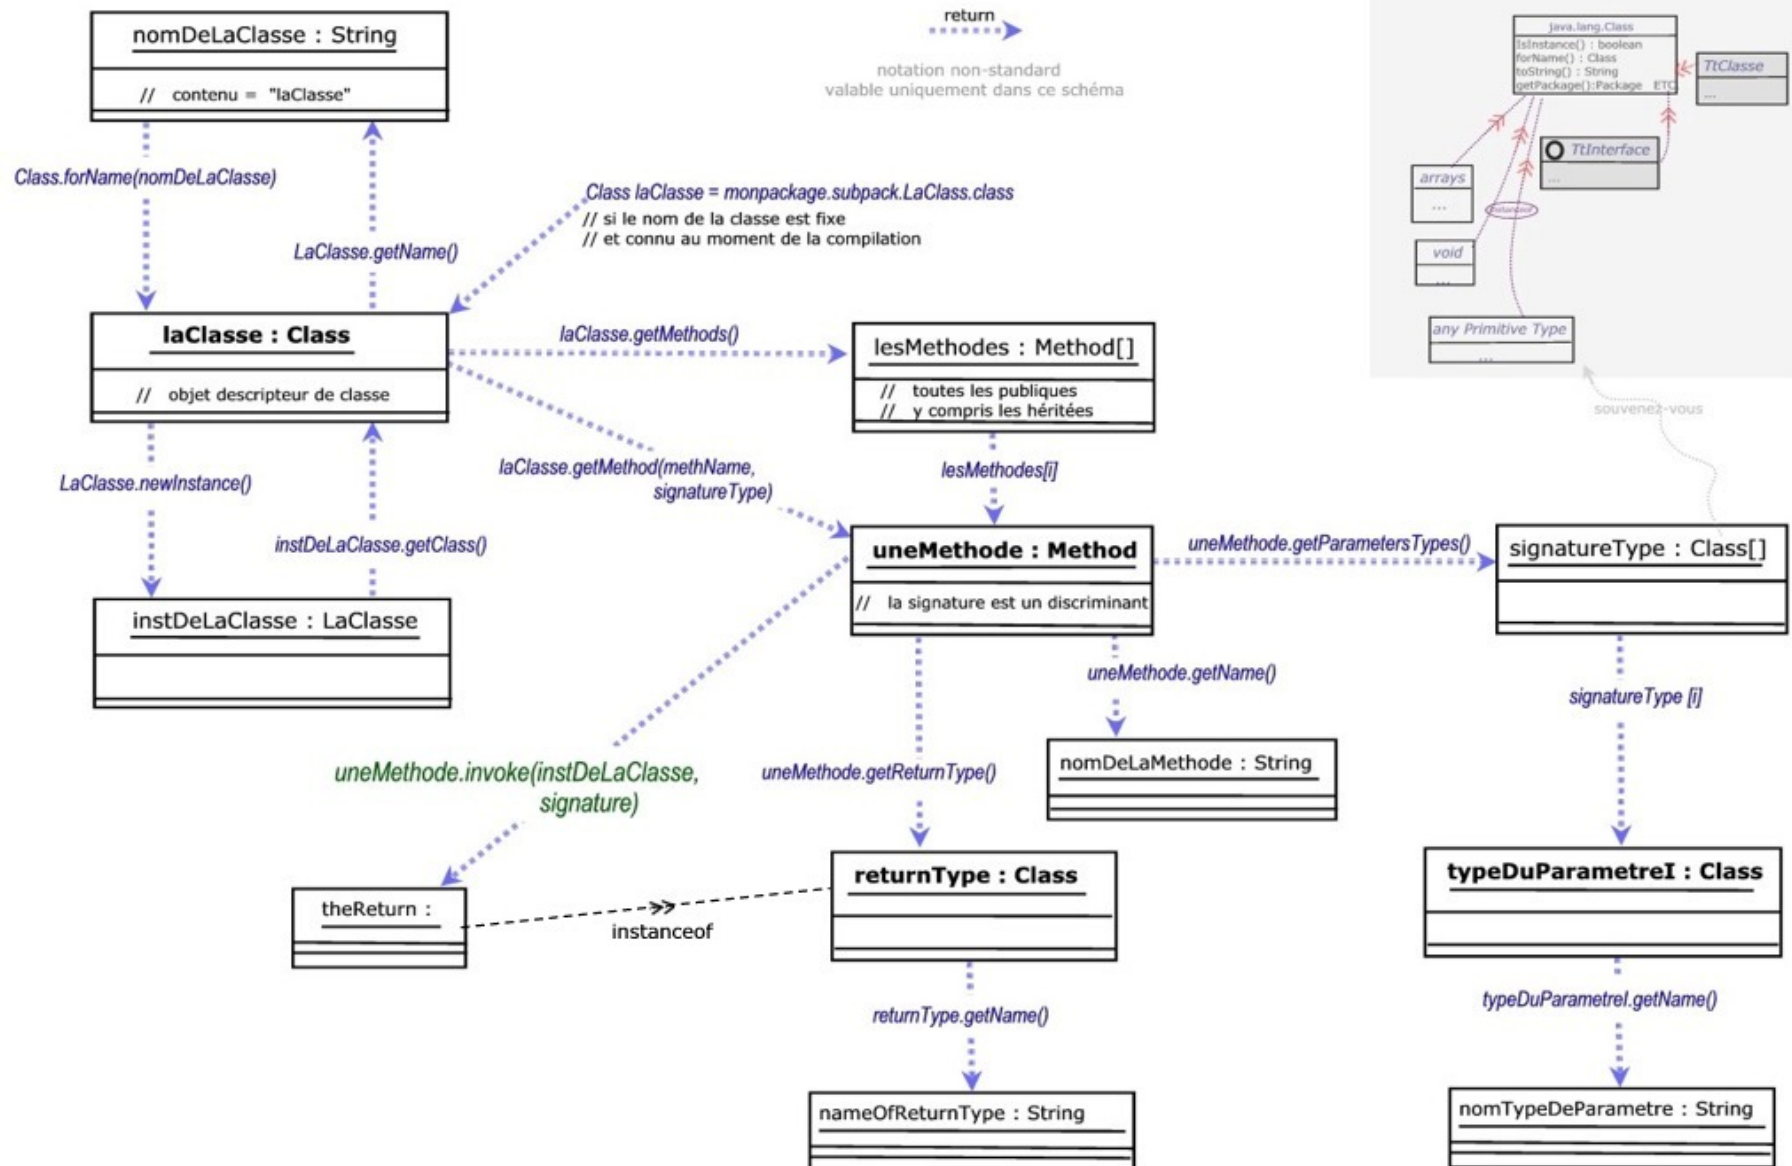 nomDeLaClasse : String
// contenu = "laClasse"
return
notation non-standard
valable uniquement dans ce schéma
java.lang.Class
IsInstance() : boolean
forName() : Class
toString() : String
getPackage():Package ETC
TtClasse
...
TtInterface
...
arrays
...
instanceof
void
...
any Primitive Type
...
souvenez-vous
Class.forName(nomDeLaClasse)
LaClasse.getName()
Class laClasse = monpackage.subpack.LaClass.class
// si le nom de la classe est fixe
// et connu au moment de la compilation
laClasse : Class
// objet descripteur de classe
laClasse.getMethods()
lesMethodes : Method[]
// toutes les publiques
// y compris les héritées
laClasse.getMethod(methName,
signatureType)
lesMethodes[i]
LaClasse.newInstance()
instDeLaClasse.getClass()
instDeLaClasse : LaClasse
uneMethode : Method
// la signature est un discriminant
uneMethode.getParametersTypes()
signatureType : Class[]
uneMethode.getName()
signatureType [i]
uneMethode.invoke(instDeLaClasse,
signature)
uneMethode.getReturnType()
nomDeLaMethode : String
theReturn :
instanceof
returnType : Class
typeDuParametreI : Class
returnType.getName()
typeDuParametreI.getName()
nameOfReturnType : String
nomTypeDeParametre : String